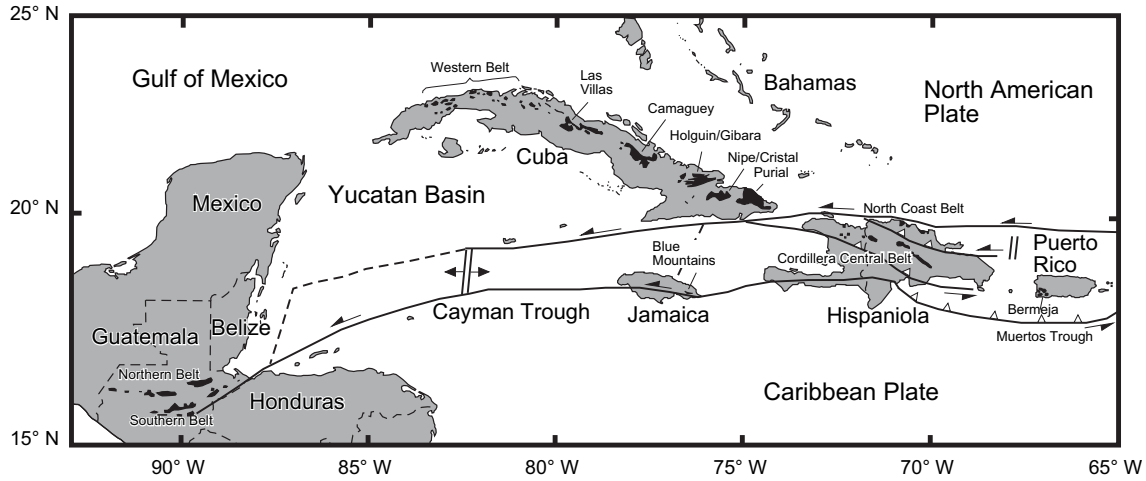 25° N
20° N
15° N
Gulf of Mexico
Western Belt
Las
Villas
Camaguey
Holguin/Gibara
Nipe/Cristal
Purial
Bahamas
North American
Plate
Cuba
Yucatan Basin
Mexico
North Coast Belt
Puerto
Rico
Blue
Mountains
Cordillera Central Belt
Cayman Trough
Jamaica
Hispaniola
Bermeja
Muertos Trough
Guatemala
Belize
Northern Belt
Southern Belt
Honduras
Caribbean Plate
90° W
85° W
80° W
75° W
70° W
65° W